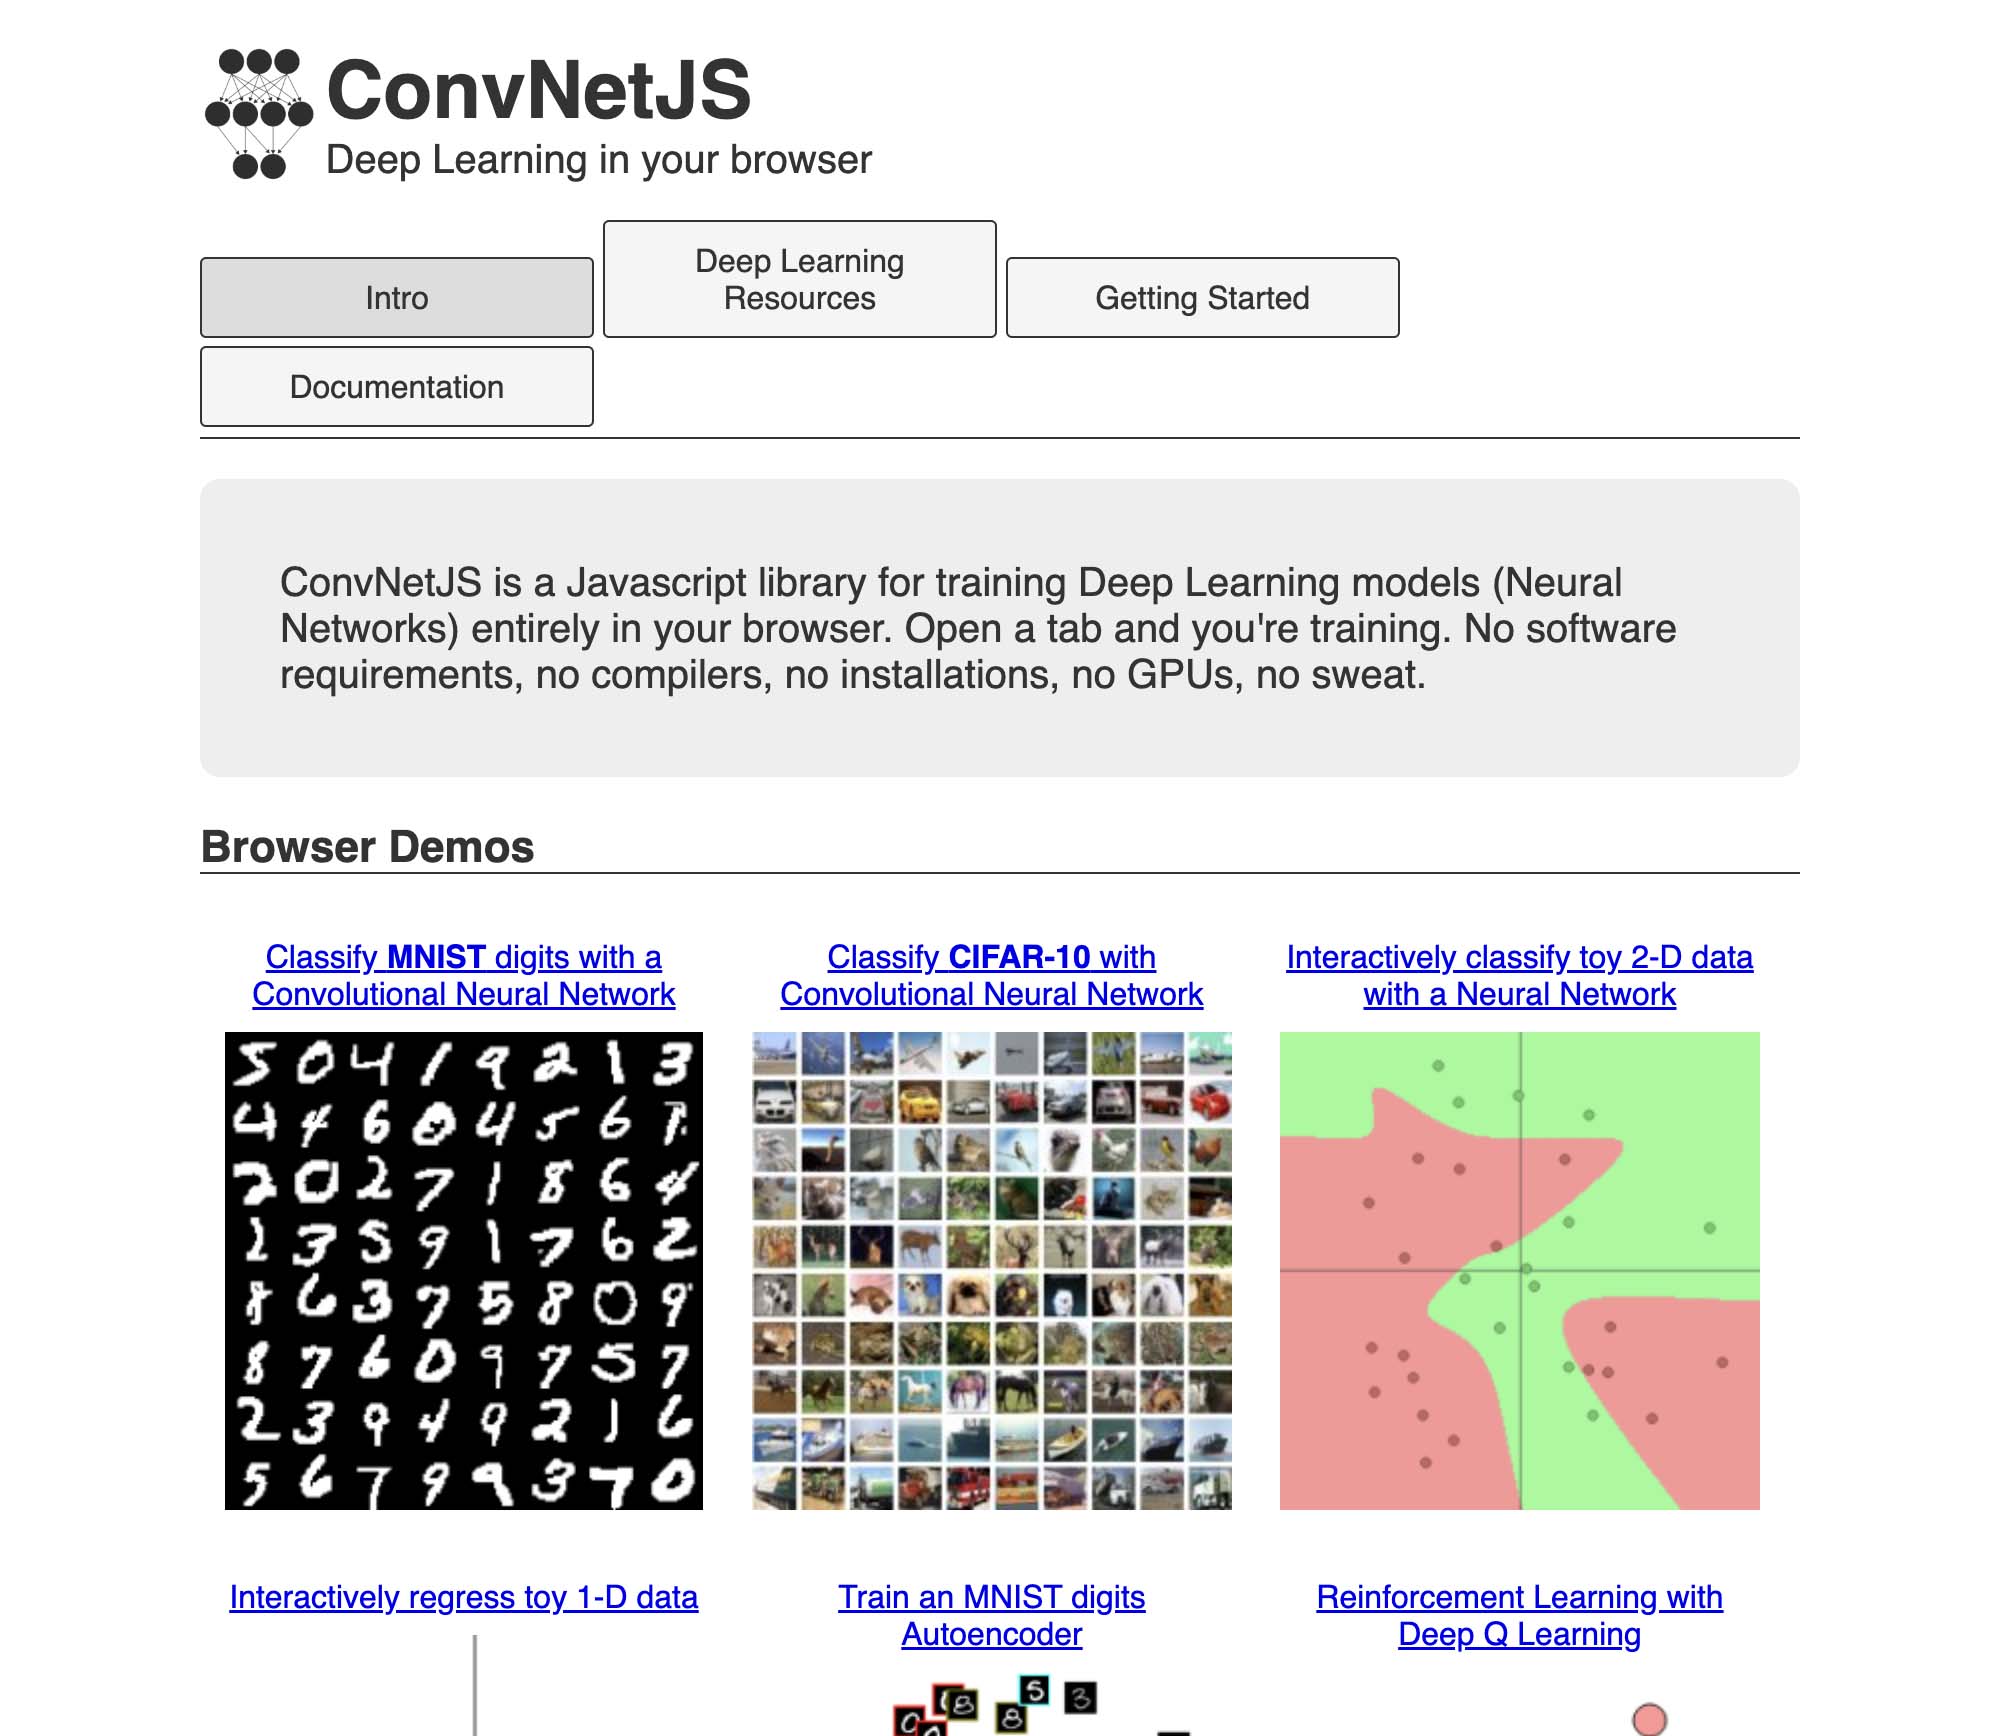 ConvNetJS
Deep Learning in your browser
Intro
Deep Learning
Resources
Getting Started
Documentation
ConvNetJS is a Javascript library for training Deep Learning models (Neural
Networks) entirely in your browser. Open a tab and you're training. No software
requirements, no compilers, no installations, no GPUs, no sweat.
Browser Demos
Classify MNIST digits with a
Convolutional Neural Network
Classify CIFAR-10 with
Convolutional Neural Network
Interactively classify toy 2-D data
with a Neural Network
5 0 4 1 9 2 1 3
4 4 6 0 4 5 6 1
2 0 2 7 1 8 6 4
1 3 5 9 1 7 6 2
8 6 3 7 5 8 0 9
8 7 6 0 9 7 5 7
2 3 9 4 9 2 1 6
5 6 7 9 9 3 7 0
Interactively regress toy 1-D data
Train an MNIST digits
Autoencoder
Reinforcement Learning with
Deep Q Learning
8 8 5 3